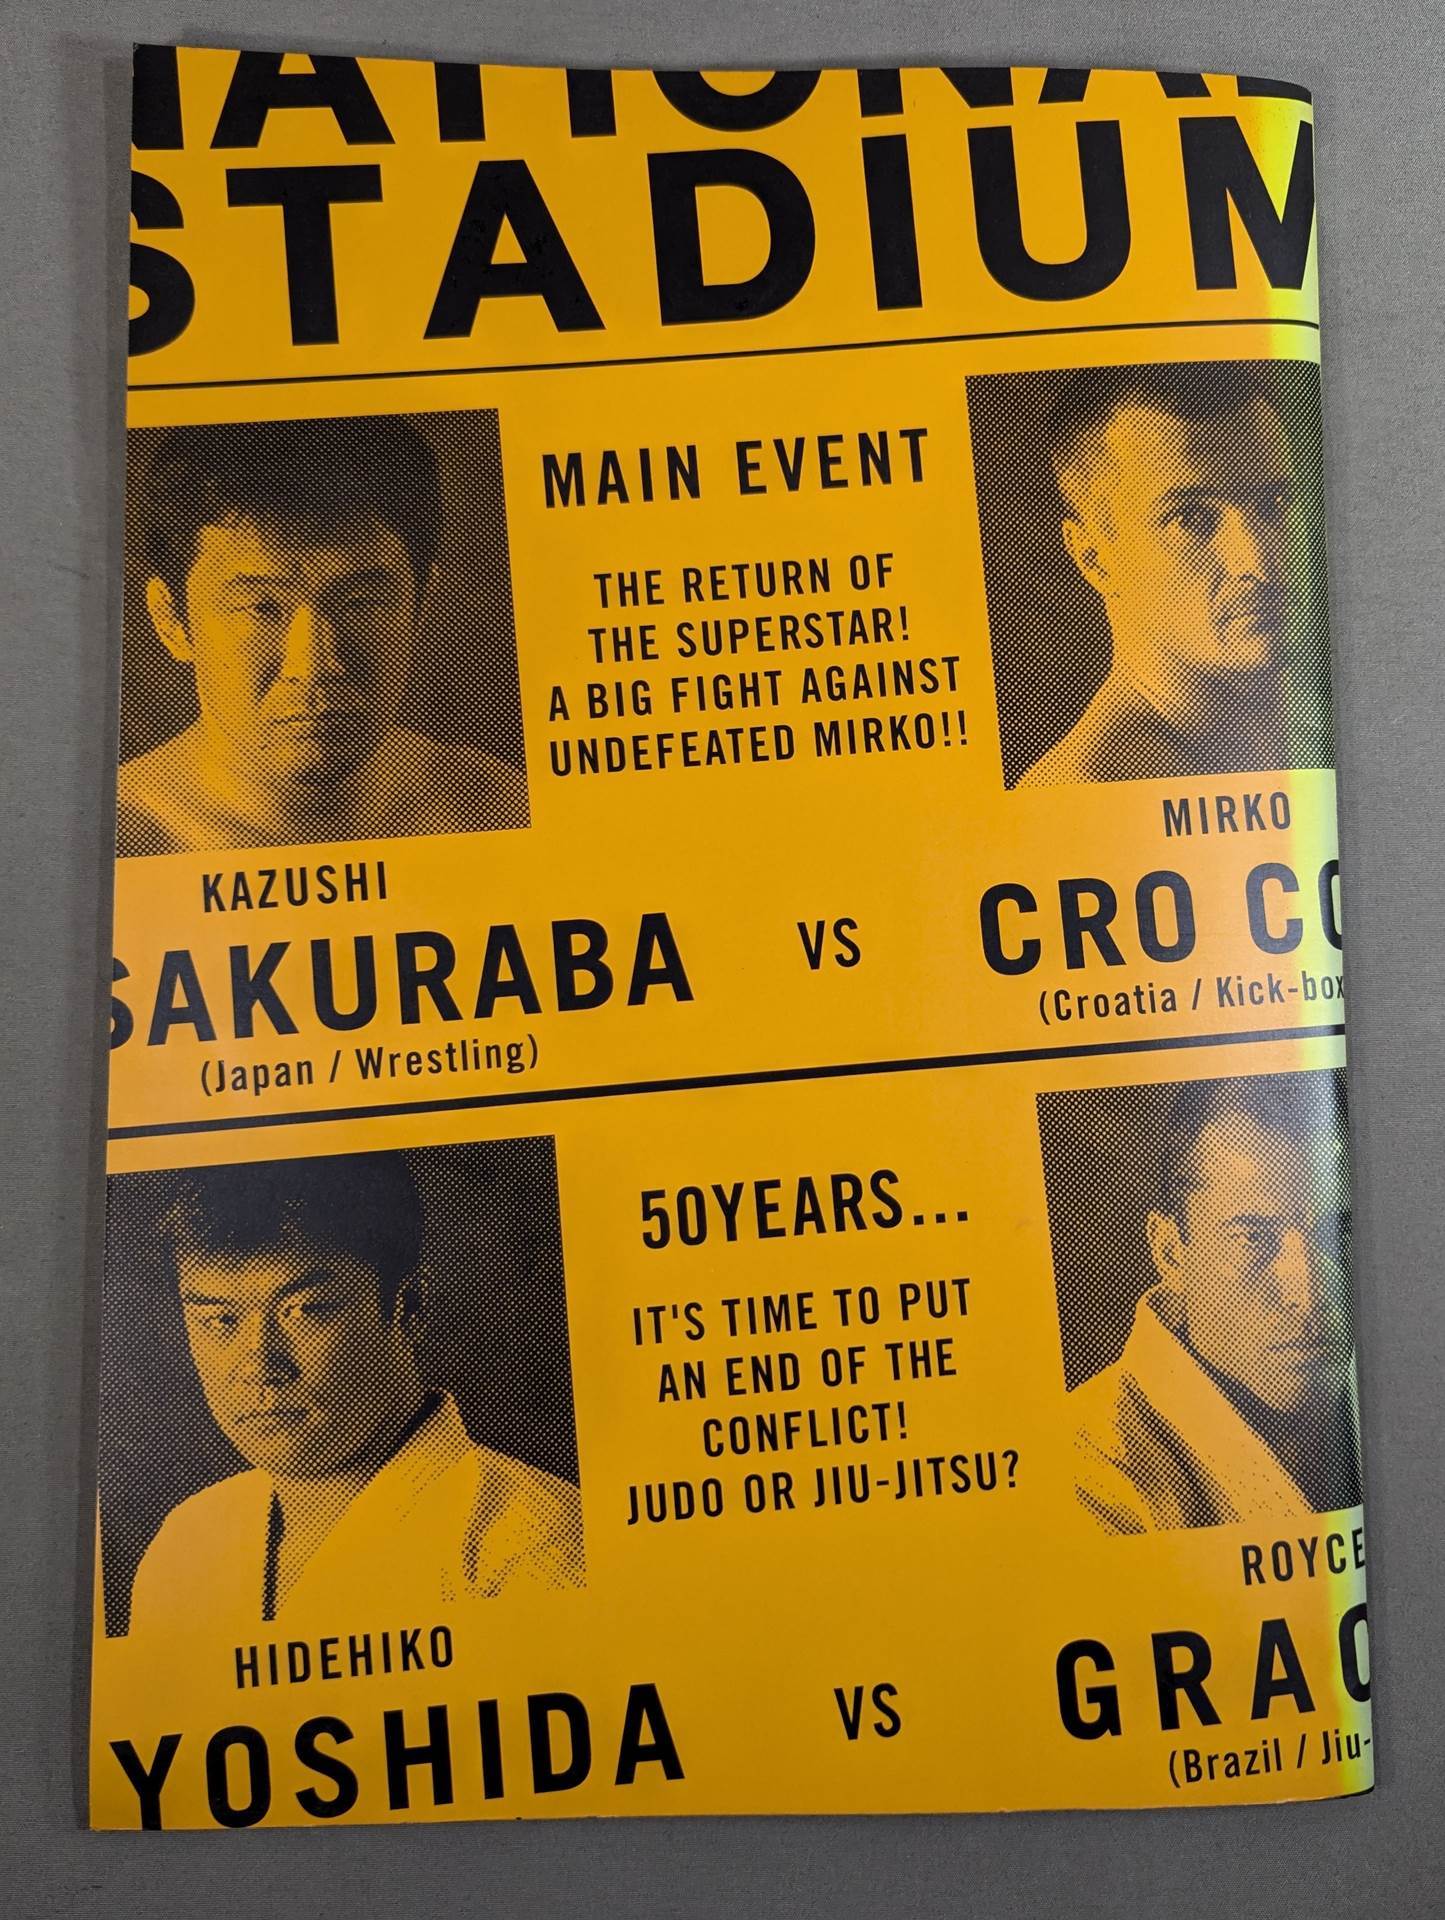 NATIONAL
STADIUM
MAIN EVENT
THE RETURN OF
THE SUPERSTAR!
A BIG FIGHT AGAINST
UNDEFEATED MIRKO!!
KAZUSHI
SAKURABA
(Japan / Wrestling)
VS
MIRKO
CRO CO
(Croatia / Kick-box
50YEARS...
IT'S TIME TO PUT
AN END OF THE
CONFLICT!
JUDO OR JIU-JITSU?
HIDEHIKO
YOSHIDA
VS
ROYCE
GRAC
(Brazil / Jiu-